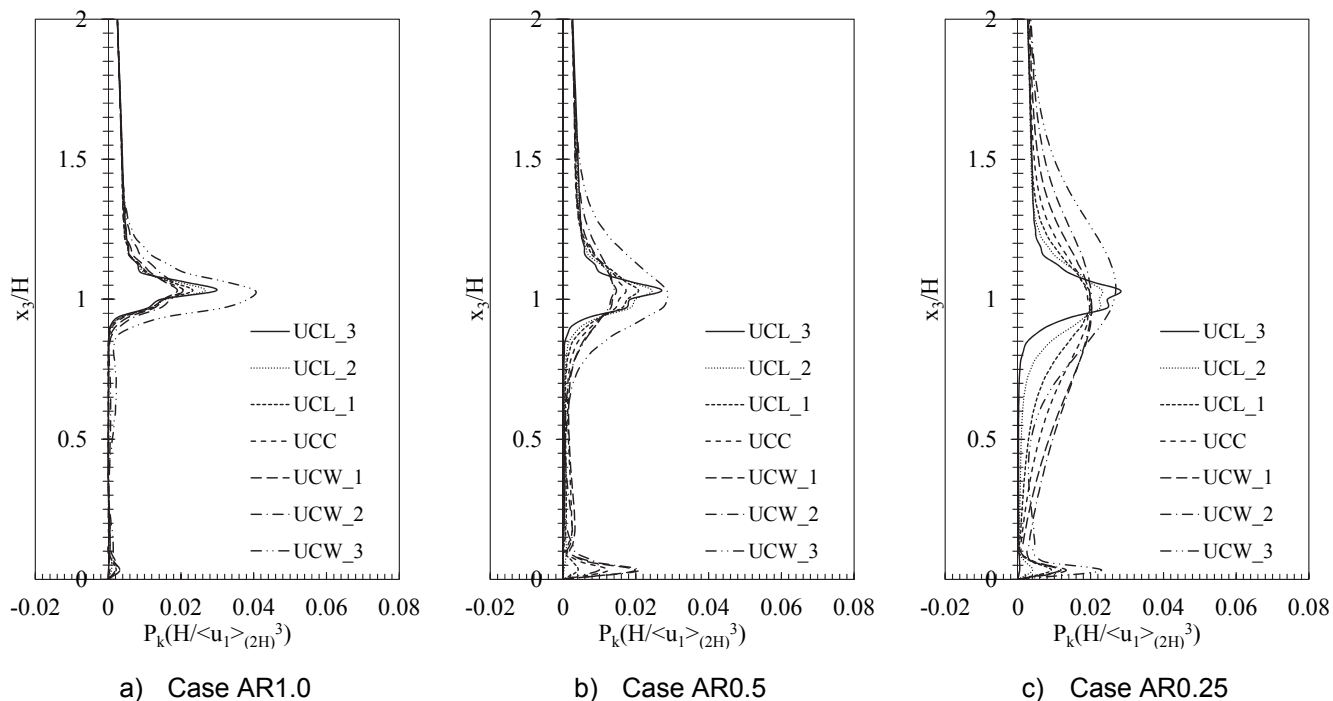 2
1.5
1
0.5
0
x3/H
UCL_3
UCL_2
UCL_1
UCC
UCW_1
UCW_2
UCW_3
-0.02 0 0.02 0.04 0.06 0.08
Pk(H/<u1>(2H)3)
a) Case AR1.0
2
1.5
1
0.5
0
x3/H
UCL_3
UCL_2
UCL_1
UCC
UCW_1
UCW_2
UCW_3
-0.02 0 0.02 0.04 0.06 0.08
Pk(H/<u1>(2H)3)
b) Case AR0.5
2
1.5
1
0.5
0
x3/H
UCL_3
UCL_2
UCL_1
UCC
UCW_1
UCW_2
UCW_3
-0.02 0 0.02 0.04 0.06 0.08
Pk(H/<u1>(2H)3)
c) Case AR0.25